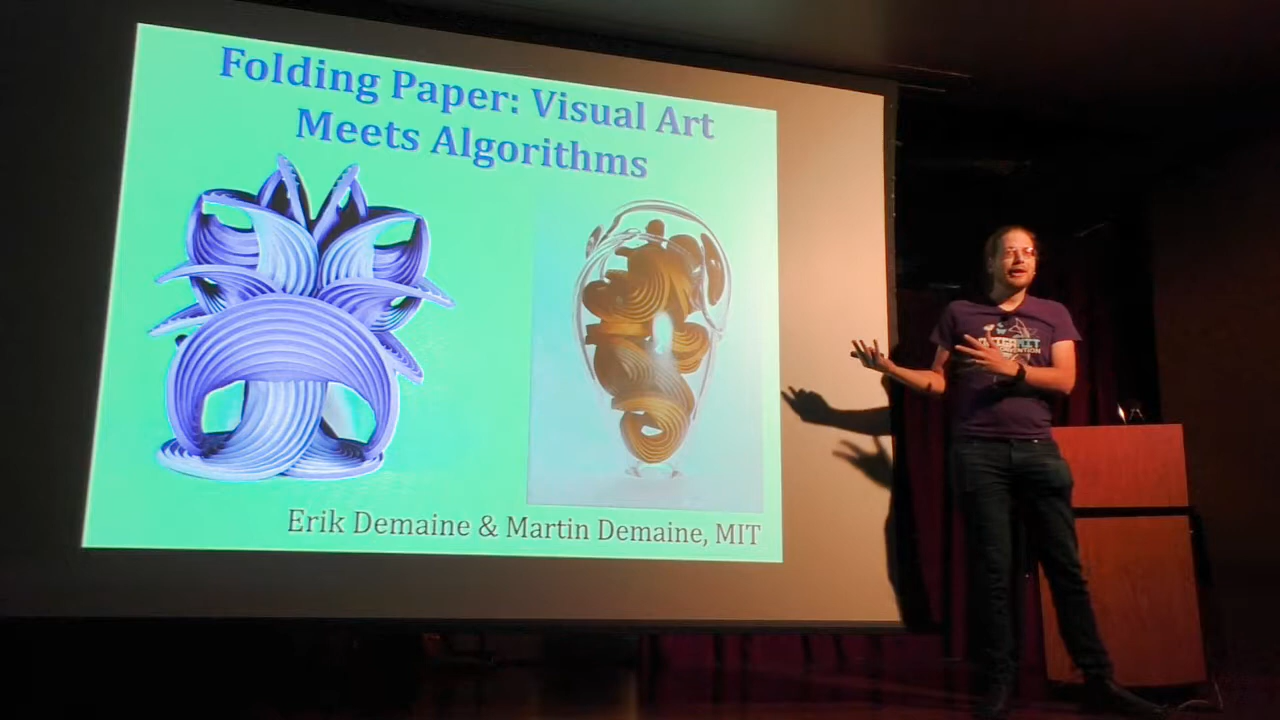 Folding Paper: Visual Art
Meets Algorithms
Erik Demaine & Martin Demaine, MIT